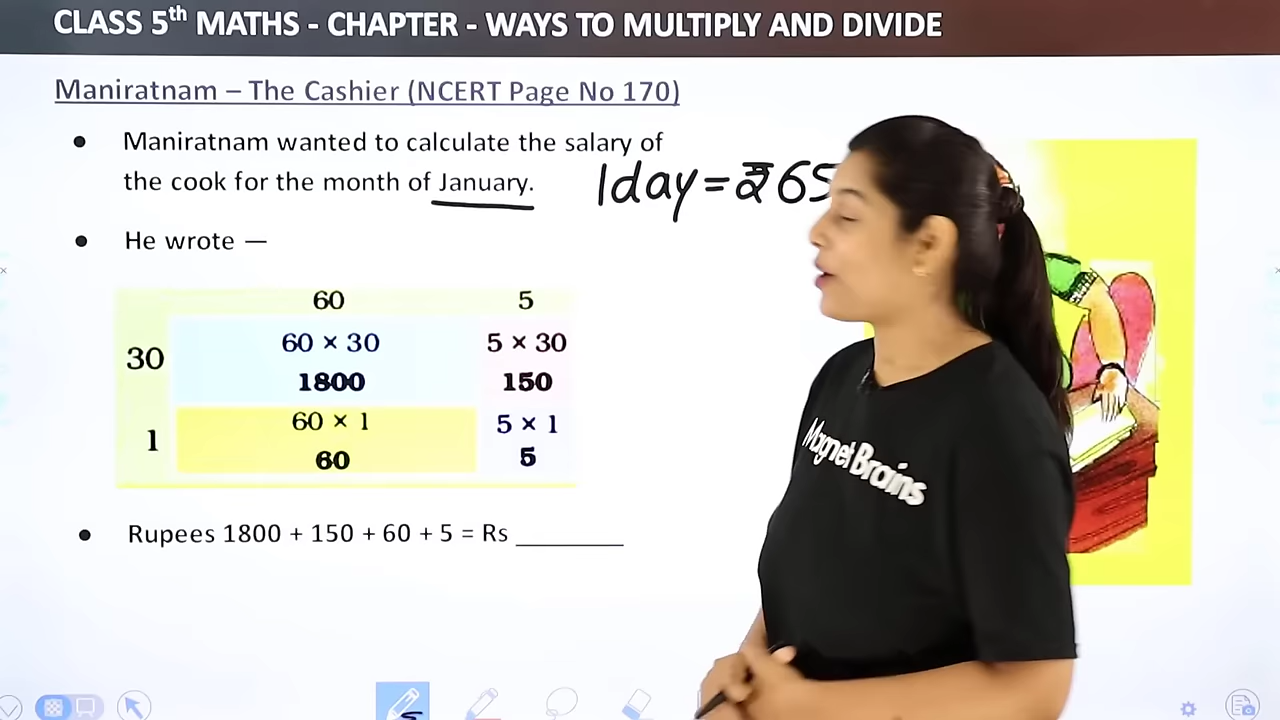 CLASS 5th MATHS - CHAPTER - WAYS TO MULTIPLY AND DIVIDE
Maniratnam – The Cashier (NCERT Page No 170)
• Maniratnam wanted to calculate the salary of
the cook for the month of January.
1day = ₹65
• He wrote —
60 5
30 60 × 30 5 × 30
1800 150
1 60 × 1 5 × 1
60 5
• Rupees 1800 + 150 + 60 + 5 = Rs ________
Magnet Brains